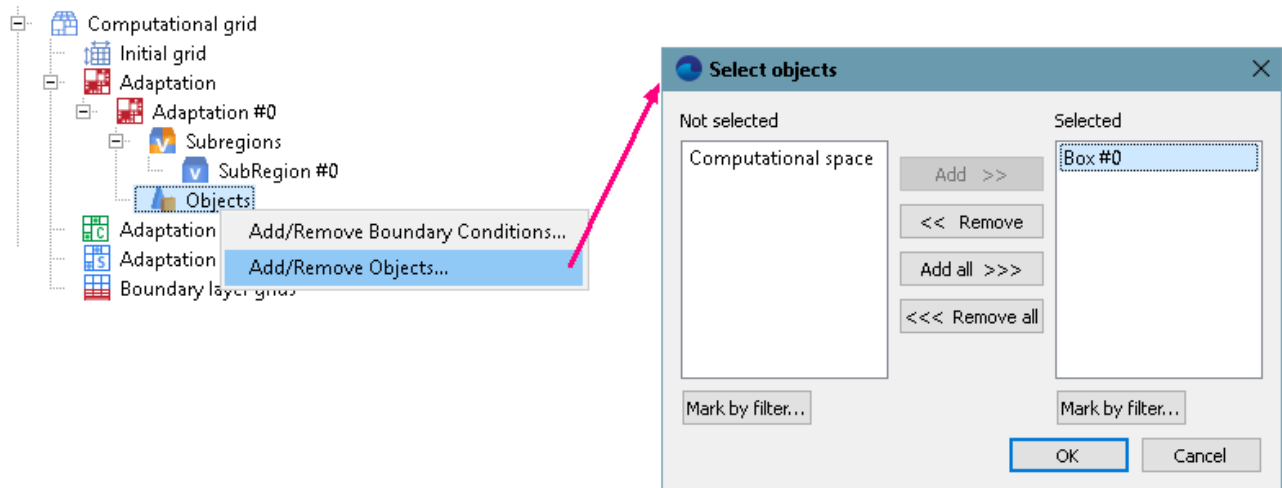 Computational grid
Initial grid
Adaptation
Adaptation #0
Subregions
SubRegion #0
Objects
Adaptation
Adaptation
Boundary layer grids
Add/Remove Boundary Conditions...
Add/Remove Objects...
Select objects
Not selected
Selected
Computational space
Box #0
Add >>
<< Remove
Add all >>>
<<< Remove all
Mark by filter...
Mark by filter...
OK
Cancel